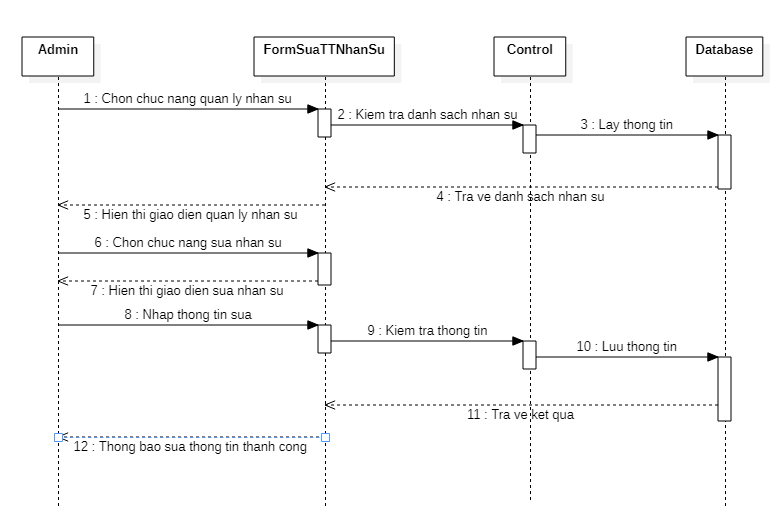 Admin
FormSuaTTNhanSu
Control
Database
1 : Chon chuc nang quan ly nhan su
2 : Kiem tra danh sach nhan su
3 : Lay thong tin
4 : Tra ve danh sach nhan su
5 : Hien thi giao dien quan ly nhan su
6 : Chon chuc nang sua nhan su
7 : Hien thi giao dien sua nhan su
8 : Nhap thong tin sua
9 : Kiem tra thong tin
10 : Luu thong tin
11 : Tra ve ket qua
12 : Thong bao sua thong tin thanh cong